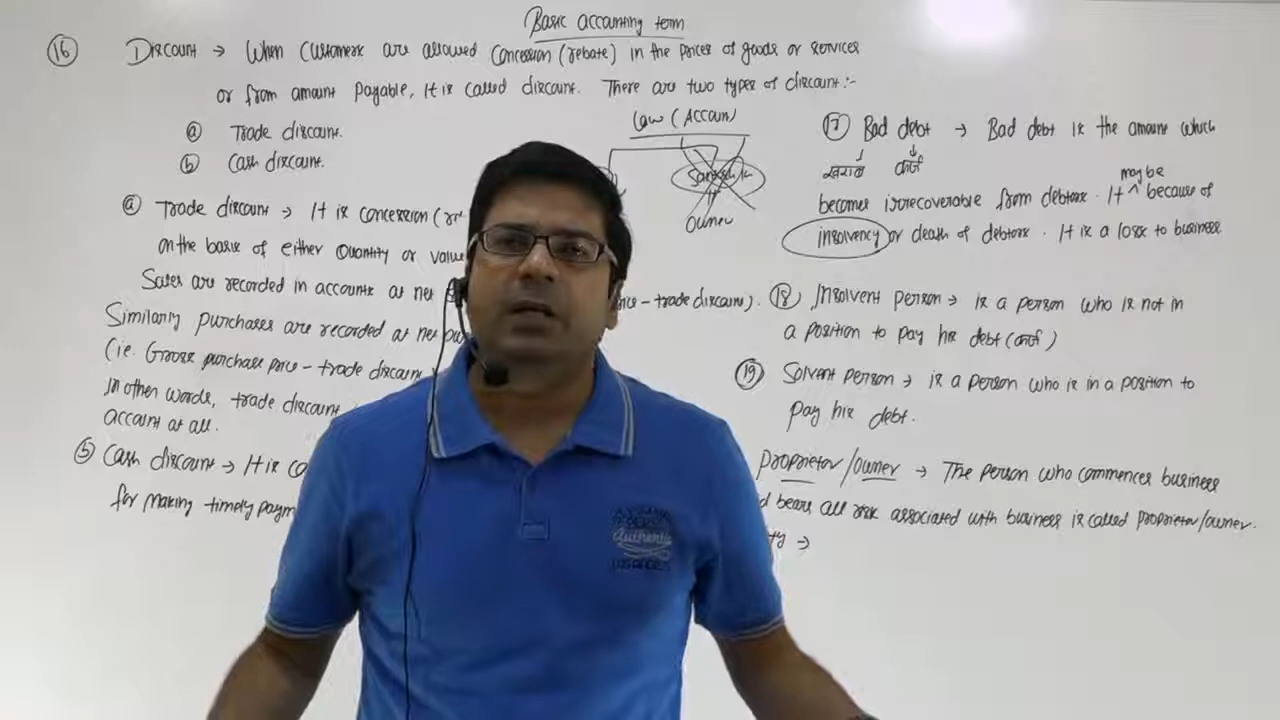 Basic accounting term
16 Discount → When customers are allowed concession (rebate) in the prices of goods or services
or from amount payable, it is called discount. There are two types of discount:-
a Trade discount.
b Cash discount.
a Trade discount → It is concession (
on the basis of either quantity or value
Sales are recorded in accounts at net
- trade discount).
Similarly purchases are recorded at net
(ie. Gross purchase price - trade discount
In other words, trade discount
account at all.
b Cash discount → It is
for making timely
Law (Account)
Owner
17 Bad debt → Bad debt is the amount which
खराब कर्ज
becomes irrecoverable from debtors. It may be because of
insolvency or death of debtors. It is a loss to business
18 Insolvent person → is a person who is not in
a position to pay his debt (कर्ज)
19 Solvent person → is a person who is in a position to
pay his debt.
Proprietor/owner → The person who commences business
bears all risk associated with business is called proprietor/owner.
→
Authentic